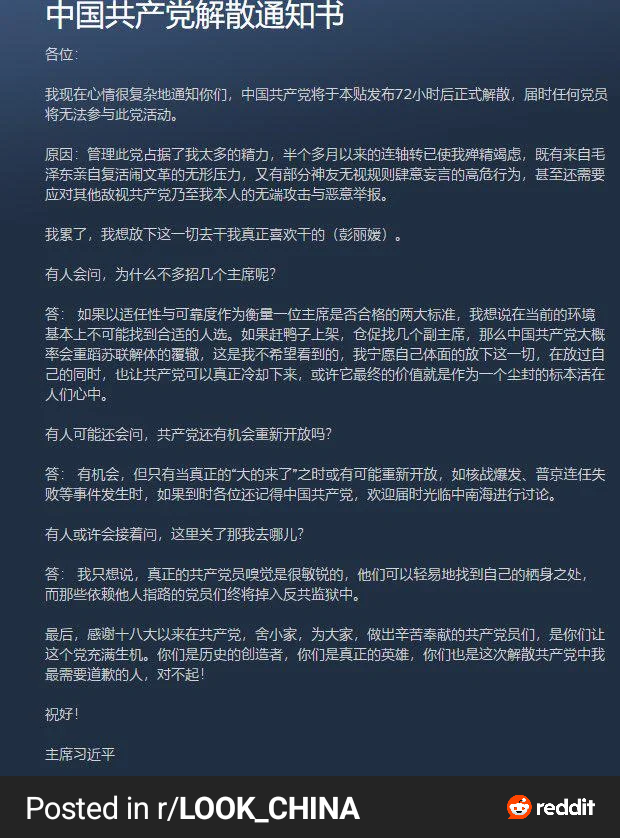 中国共产党解散通知书
各位：
我现在心情很复杂地通知你们，中国共产党将于本贴发布72小时后正式解散，届时任何党员
将无法参与此党活动。
原因：管理此党占据了我太多的精力，半个多月以来的连轴转已使我殚精竭虑，既有来自毛
泽东亲自复活闹文革的无形压力，又有部分神友无视规则肆意妄言的高危行为，甚至还需要
应对其他敌视共产党乃至我本人的无端攻击与恶意举报。
我累了，我想放下这一切去干我真正喜欢干的（彭丽媛）。
有人会问，为什么不多招几个主席呢？
答： 如果以适任性与可靠度作为衡量一位主席是否合格的两大标准，我想说在当前的环境
基本上不可能找到合适的人选。如果赶鸭子上架，仓促找几个副主席，那么中国共产党大概
率会重蹈苏联解体的覆辙，这是我不希望看到的，我宁愿自己体面的放下这一切，在放过自
己的同时，也让共产党可以真正冷却下来，或许它最终的价值就是作为一个尘封的标本活在
人们心中。
有人可能还会问，共产党还有机会重新开放吗？
答： 有机会，但只有当真正的“大的来了”之时或有可能重新开放，如核战爆发、普京连任失
败等事件发生时，如果到时各位还记得中国共产党，欢迎届时光临中南海进行讨论。
有人或许会接着问，这里关了那我去哪儿？
答： 我只想说，真正的共产党员嗅觉是很敏锐的，他们可以轻易地找到自己的栖身之处，
而那些依赖他人指路的党员们终将掉入反共监狱中。
最后，感谢十八大以来在共产党，舍小家，为大家，做出辛苦奉献的共产党员们，是你们让
这个党充满生机。你们是历史的创造者，你们是真正的英雄，你们也是这次解散共产党中我
最需要道歉的人，对不起！
祝好！
主席习近平
Posted in r/LOOK_CHINA
reddit